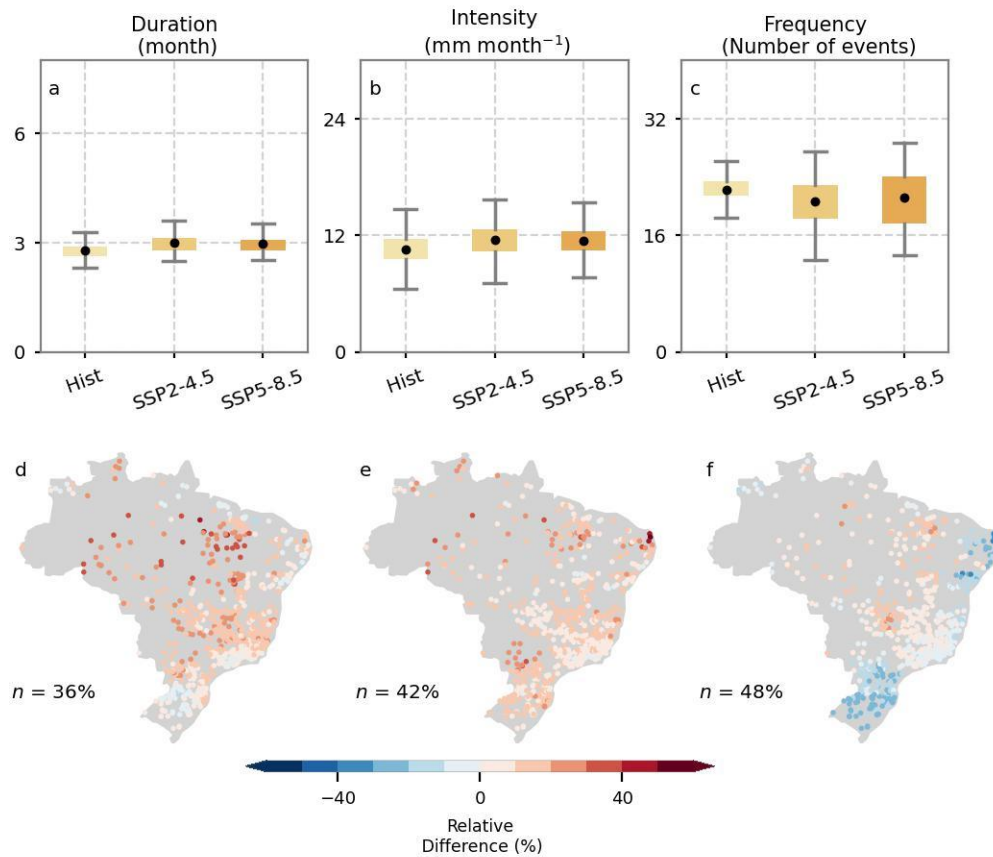 Duration
(month)
Intensity
(mm month⁻¹)
Frequency
(Number of events)
a
b
c
6
3
0
24
12
0
32
16
0
Hist
SSP2-4.5
SSP5-8.5
Hist
SSP2-4.5
SSP5-8.5
Hist
SSP2-4.5
SSP5-8.5
d
e
f
n = 36%
n = 42%
n = 48%
−40
0
40
Relative
Difference (%)